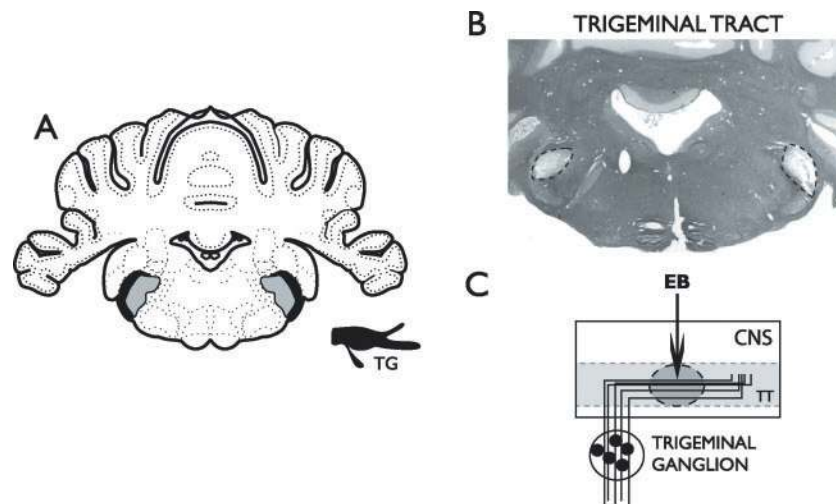 A
TG
B
TRIGEMINAL TRACT
C
EB
CNS
TT
TRIGEMINAL
GANGLION